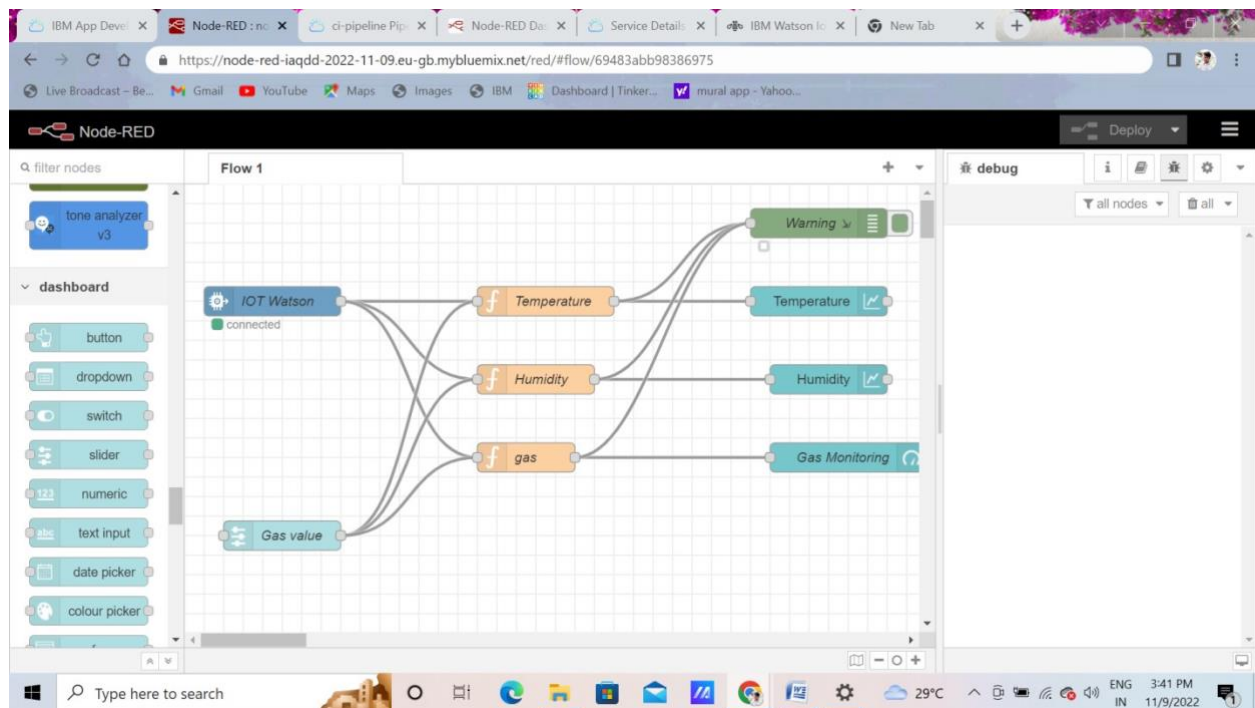 IBM App Devel
Node-RED : no
ci-pipeline Pip
Node-RED Da
Service Details
IBM Watson Io
New Tab
https://node-red-iaqdd-2022-11-09.eu-gb.mybluemix.net/red/#flow/69483abb98386975
Live Broadcast – Be... Gmail YouTube Maps Images IBM Dashboard | Tinker... mural app - Yahoo...
Node-RED
Deploy
filter nodes
Flow 1
debug
all nodes
all
tone analyzer
v3
dashboard
button
dropdown
switch
slider
123 numeric
abc text input
date picker
colour picker
Warning
IOT Watson
connected
Temperature
Temperature
Humidity
Humidity
gas
Gas Monitoring
Gas value
Type here to search
29°C
ENG
IN
3:41 PM
11/9/2022
1